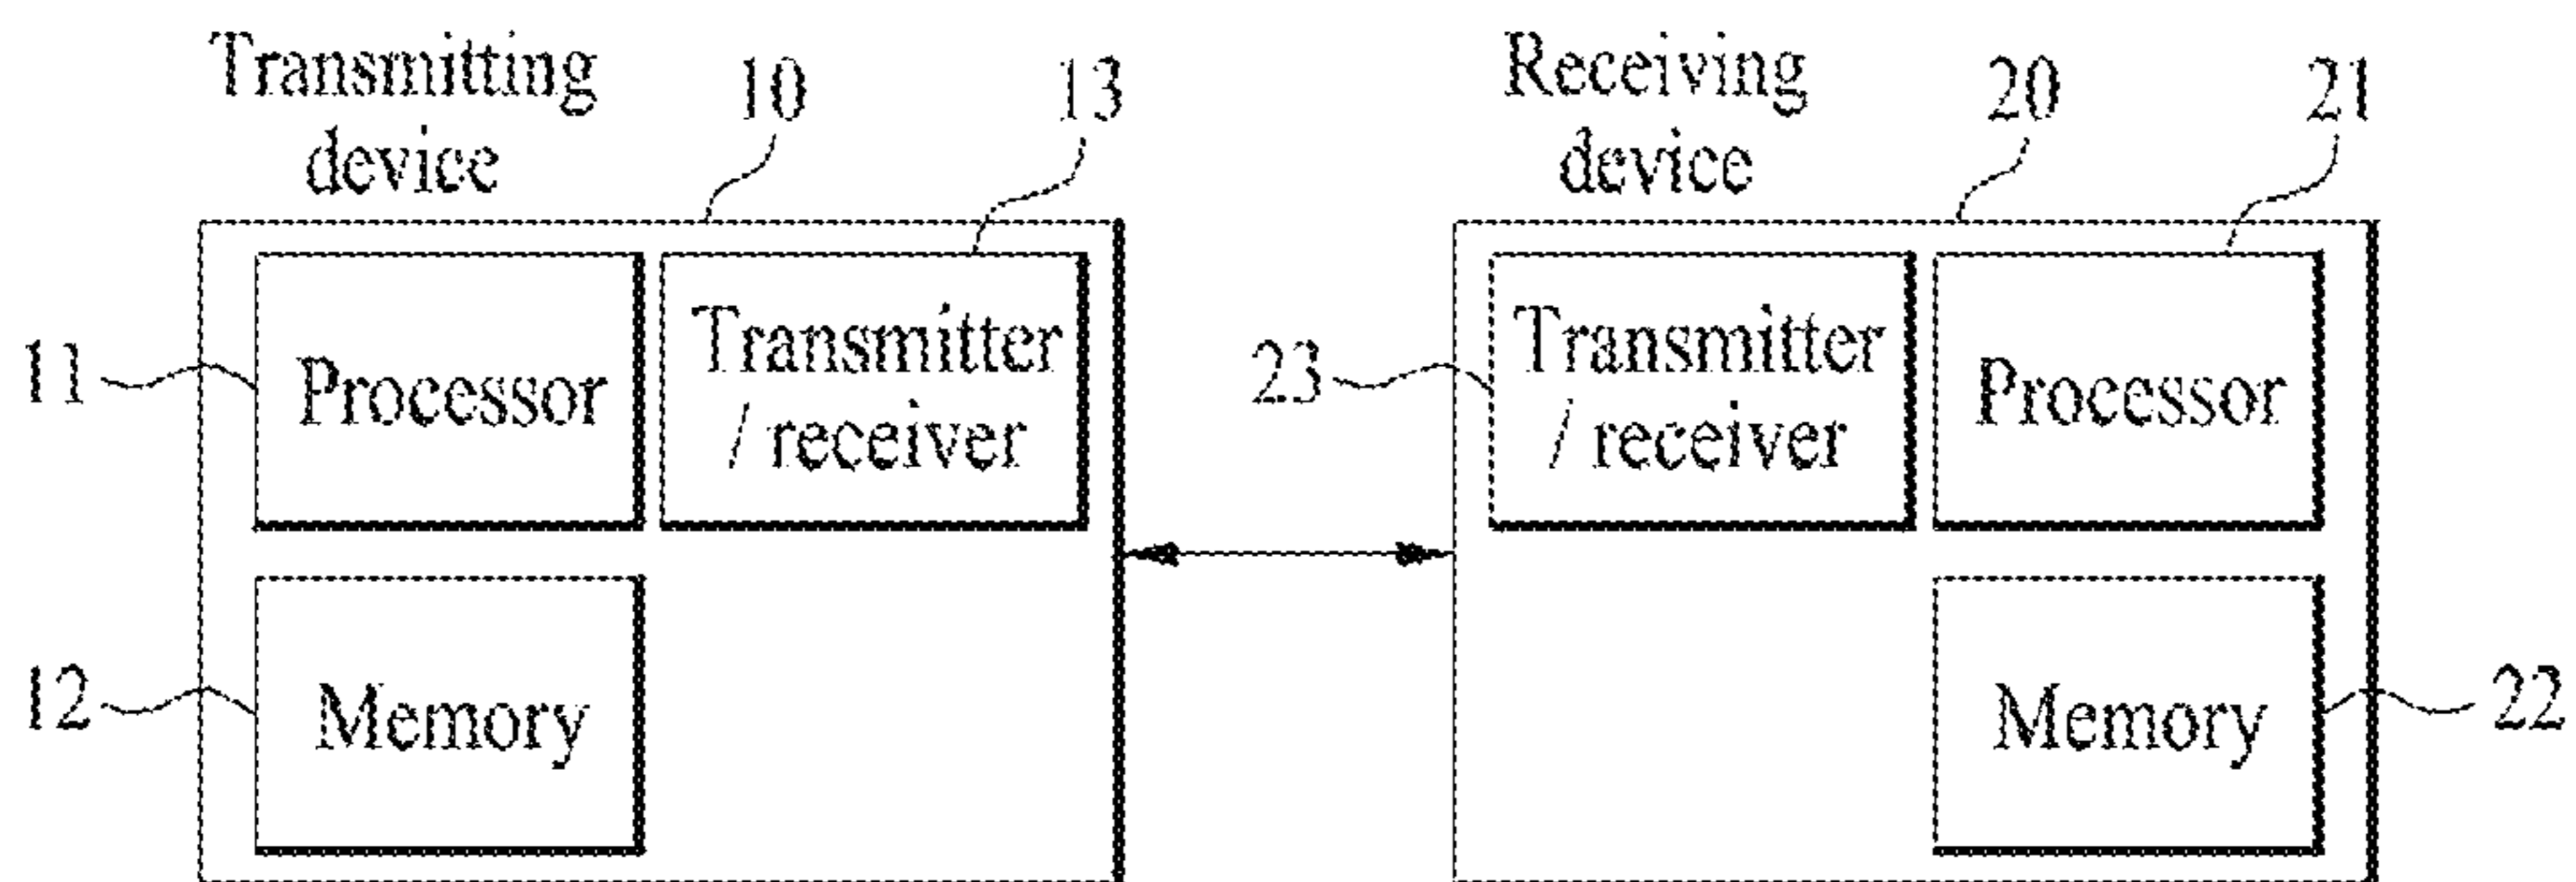 Transmitting
device
10
13
11
Processor
Transmitter
/ receiver
12
Memory
Receiving
device
20
21
23
Transmitter
/ receiver
Processor
Memory
22